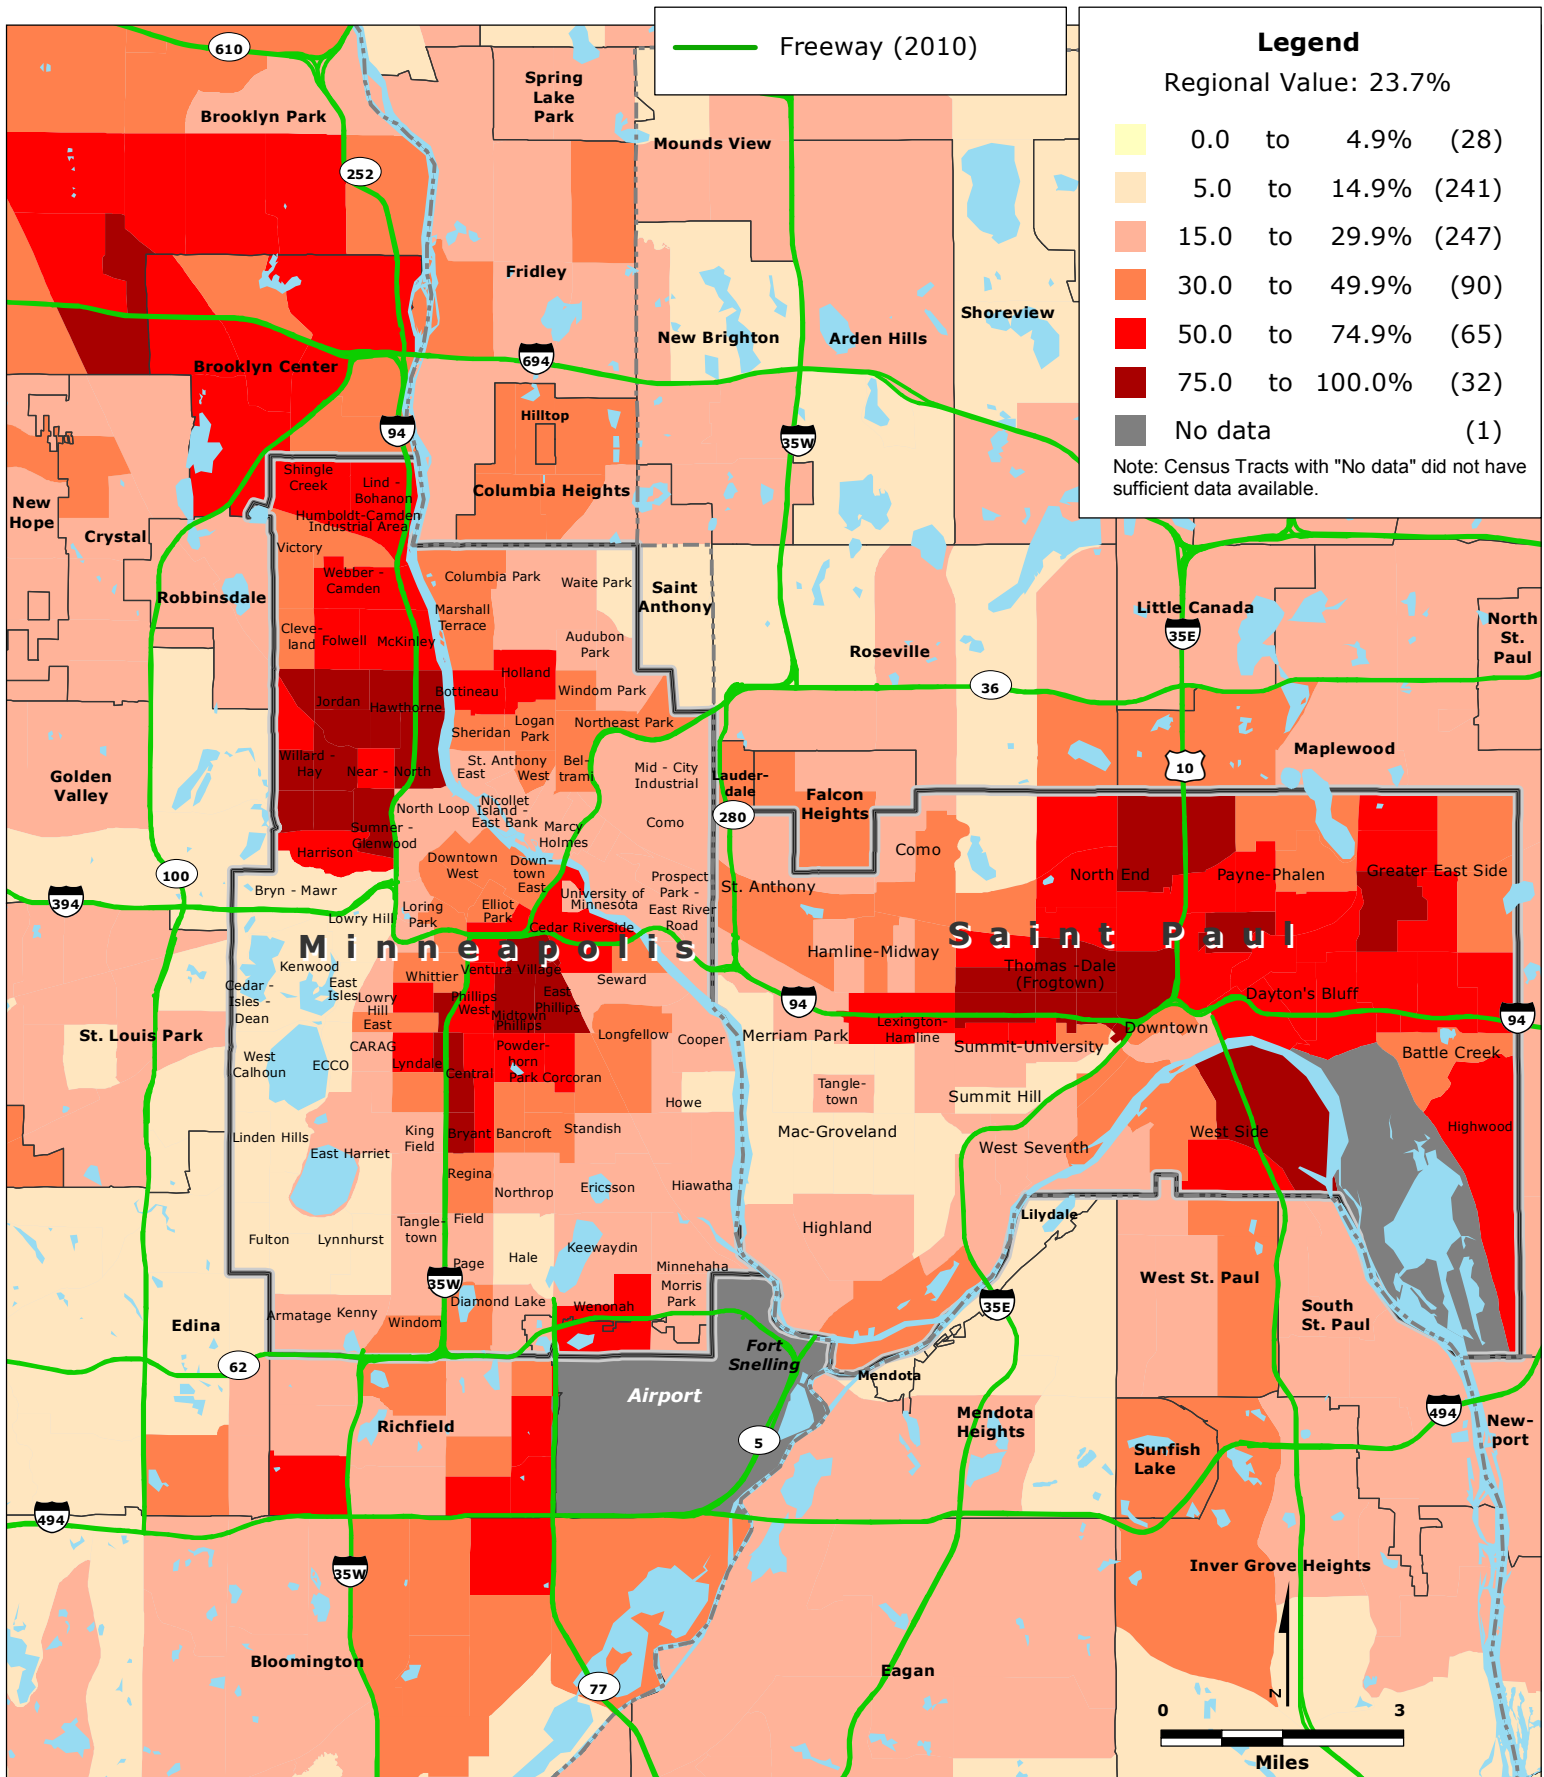 Freeway (2010)
Legend
Regional Value: 23.7%
0.0 to 4.9% (28)
5.0 to 14.9% (241)
15.0 to 29.9% (247)
30.0 to 49.9% (90)
50.0 to 74.9% (65)
75.0 to 100.0% (32)
No data (1)
Note: Census Tracts with "No data" did not have
sufficient data available.
610
Brooklyn Park
252
Spring
Lake
Park
Mounds View
Fridley
Shoreview
New Brighton
Arden Hills
694
Brooklyn Center
Hilltop
94
35W
Columbia Heights
New
Hope
Crystal
Shingle
Creek
Lind -
Bohanon
Humboldt-Camden
Industrial Area
Victory
Webber -
Camden
Columbia Park
Waite Park
Saint
Anthony
Robbinsdale
Little Canada
35E
North
St.
Paul
Marshall
Terrace
Cleve-
land
Folwell
McKinley
Audubon
Park
Roseville
Holland
Bottineau
Windom Park
36
Jordan
Hawthorne
Sheridan
Logan
Park
Northeast Park
Maplewood
Golden
Valley
Willard -
Hay
Near - North
St. Anthony
East
West
Bel-
trami
Mid - City
Industrial
Lauder-
dale
10
Falcon
Heights
North Loop
Nicollet
Island -
East Bank
280
Sumner -
Glenwood
Marcy
Holmes
Como
Como
Harrison
Downtown
West
Down-
town
East
100
North End
Payne-Phalen
Greater East Side
Bryn - Mawr
394
Elliot
Park
University of
Minnesota
Prospect
Park -
East River
Road
St. Anthony
Loring
Park
Lowry Hill
Cedar Riverside
Minneapolis
Saint Paul
Hamline-Midway
Kenwood
East
Isles
Whittier
Ventura Village
Seward
Thomas -Dale
(Frogtown)
Cedar -
Isles -
Dean
Lowry
Hill
East
Phillips
West
East
Phillips
Midtown
Phillips
94
Dayton's Bluff
94
St. Louis Park
CARAG
Longfellow
Cooper
Merriam Park
Lexington-
Hamline
Downtown
Summit-University
Battle Creek
West
Calhoun
ECCO
Lyndale
Central
Powder-
horn
Park
Corcoran
Tangle-
town
Summit Hill
Howe
Highwood
Linden Hills
King
Field
Bryant
Bancroft
Standish
Mac-Groveland
West Side
West Seventh
East Harriet
Regina
Northrop
Ericsson
Hiawatha
Lilydale
Fulton
Lynnhurst
Tangle-
town
Field
Highland
Page
Hale
Keewaydin
Minnehaha
West St. Paul
35W
Diamond Lake
Morris
Park
35E
South
St. Paul
Armatage
Kenny
Windom
Wenonah
Edina
62
Fort
Snelling
Mendota
Airport
Richfield
Mendota
Heights
494
New-
port
5
Sunfish
Lake
494
35W
Inver Grove Heights
Bloomington
Eagan
77
N
0
3
Miles